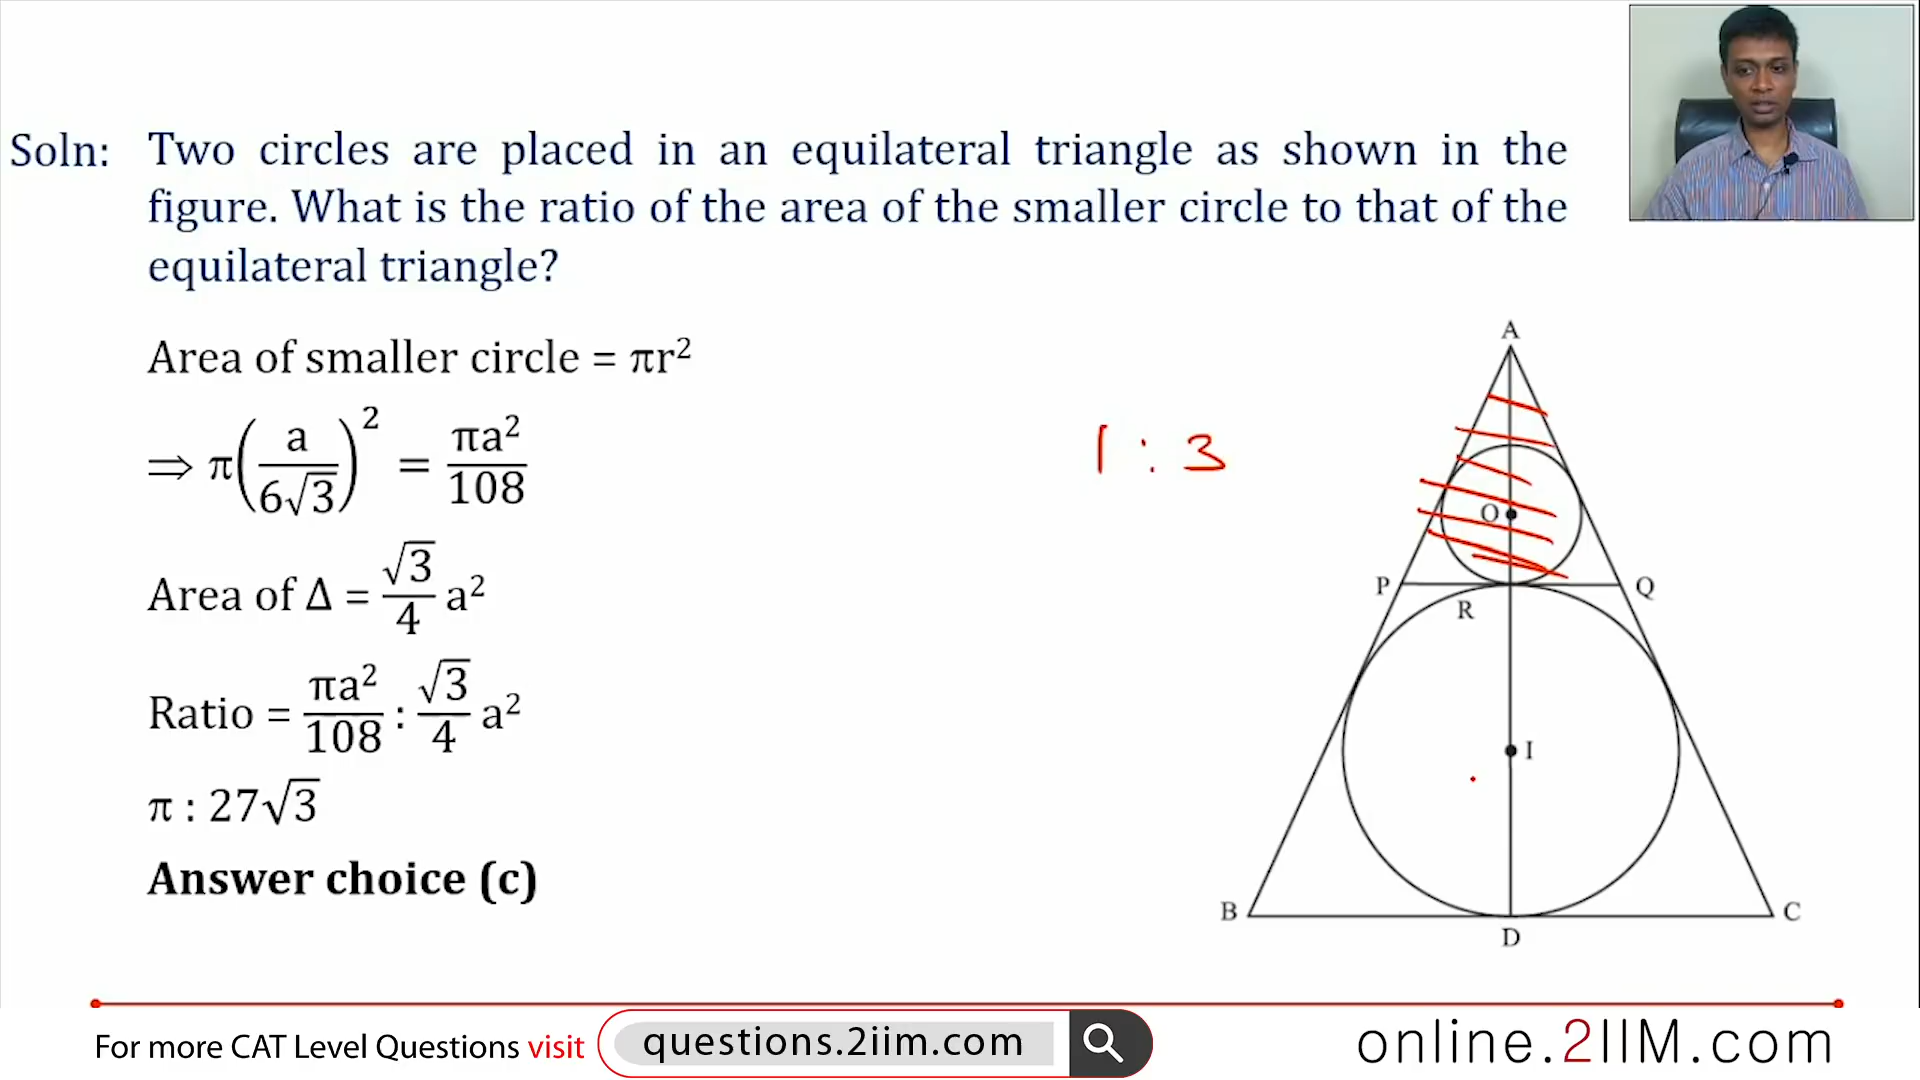 Soln: Two circles are placed in an equilateral triangle as shown in the
figure. What is the ratio of the area of the smaller circle to that of the
equilateral triangle?
Area of smaller circle = πr²
⇒ π(a/6√3)² = πa²/108
Area of Δ = √3/4 a²
Ratio = πa²/108 : √3/4 a²
π : 27√3
Answer choice (c)
1 : 3
A
O
P
Q
R
I
B
C
D
For more CAT Level Questions visit
questions.2iim.com
online.2IIM.com